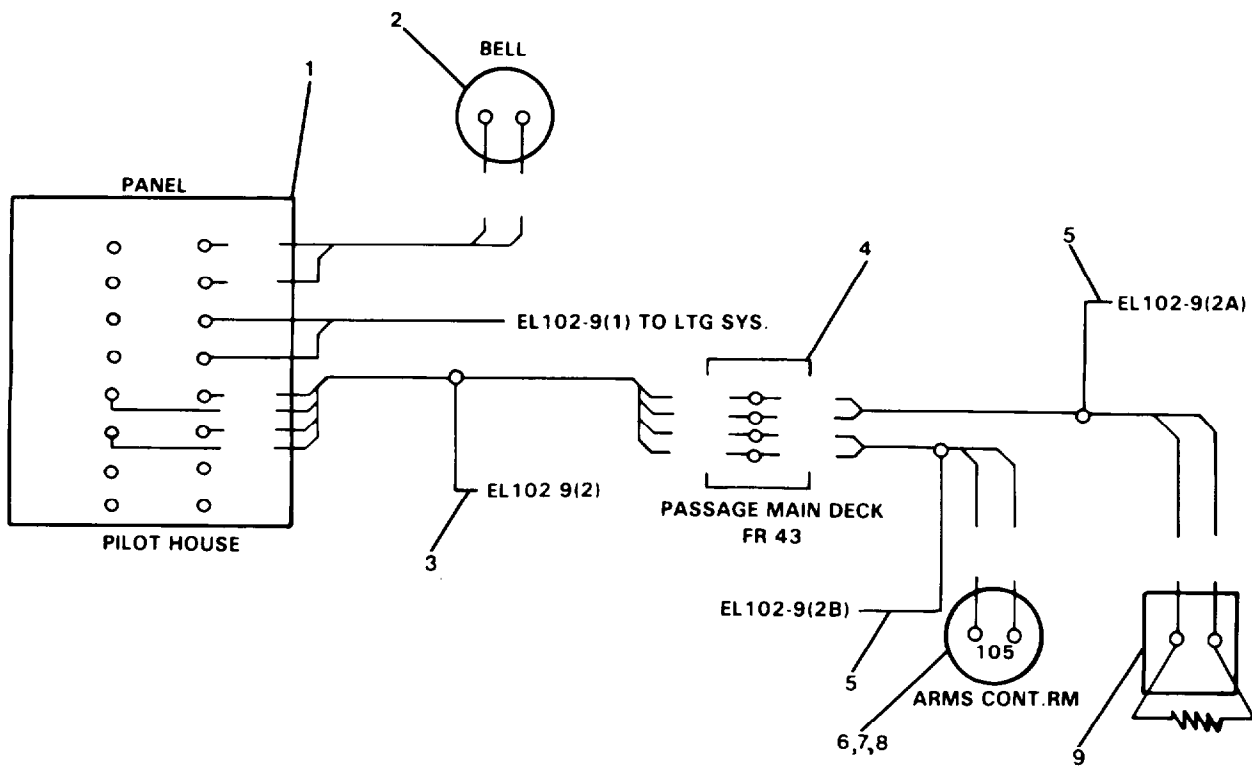 1
2
BELL
PANEL
4
5
EL102-9(2A)
EL102-9(1) TO LTG SYS.
EL102 9(2)
3
PILOT HOUSE
PASSAGE MAIN DECK
FR 43
EL102-9(2B)
5
105
ARMS CONT.RM
6,7,8
9